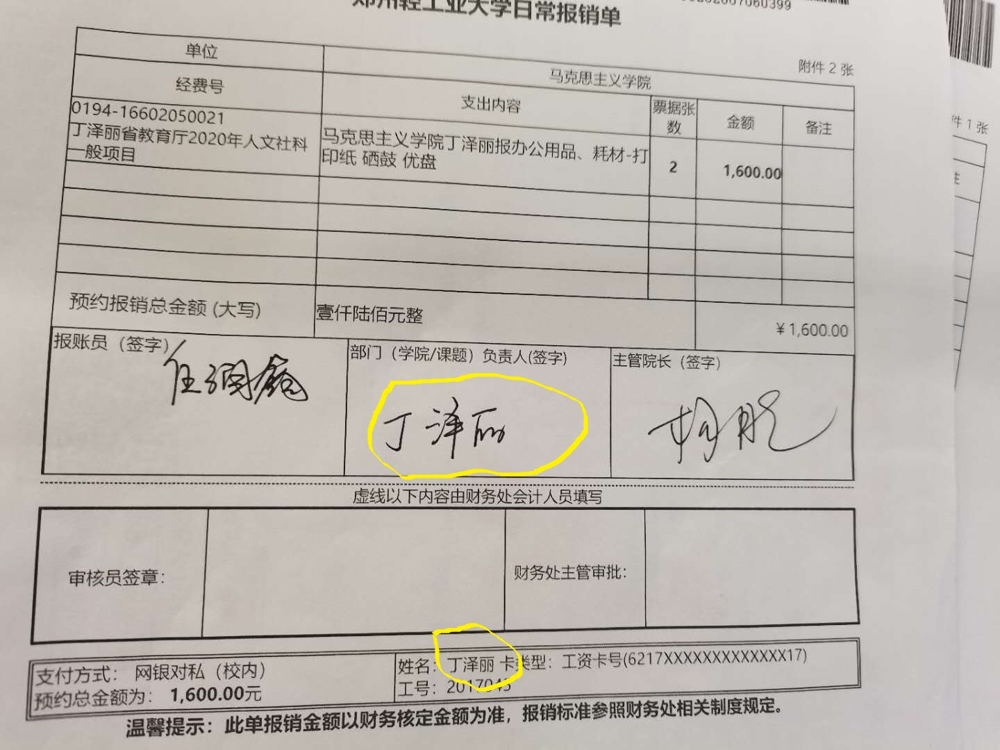 郑州轻工业大学日常报销单
附件 2 张
单位
马克思主义学院
经费号
支出内容
票据张数
金额
备注
0194-16602050021
丁泽丽省教育厅2020年人文社科
一般项目
马克思主义学院丁泽丽报办公用品、耗材-打
印纸 硒鼓 优盘
2
1,600.00
预约报销总金额 (大写)
壹仟陆佰元整
¥1,600.00
报账员（签字）
部门（学院/课题）负责人(签字)
丁泽丽
主管院长（签字）
虚线以下内容由财务处会计人员填写
审核员签章：
财务处主管审批：
支付方式： 网银对私（校内）
预约总金额为： 1,600.00元
姓名：丁泽丽 卡类型：工资卡号(6217XXXXXXXXXXXXX17)
工号：2017043
温馨提示：此单报销金额以财务核定金额为准，报销标准参照财务处相关制度规定。
件 1 张